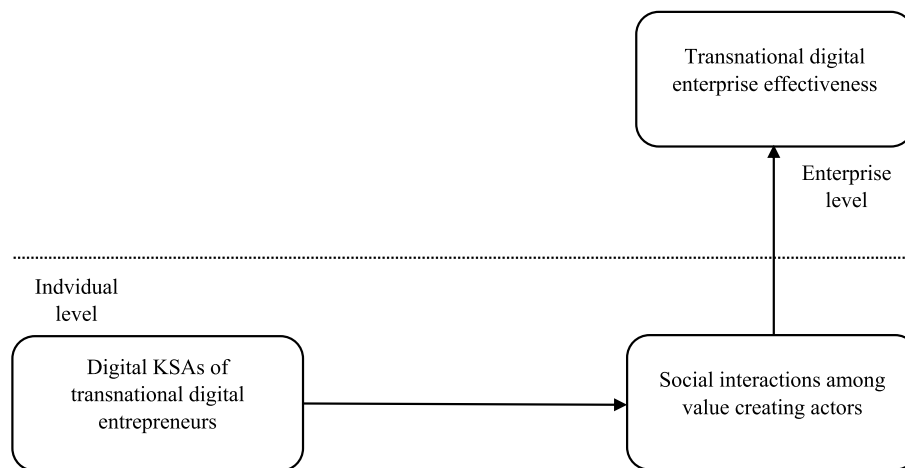 Transnational digital
enterprise effectiveness
Enterprise
level
Indvidual
level
Digital KSAs of
transnational digital
entrepreneurs
Social interactions among
value creating actors